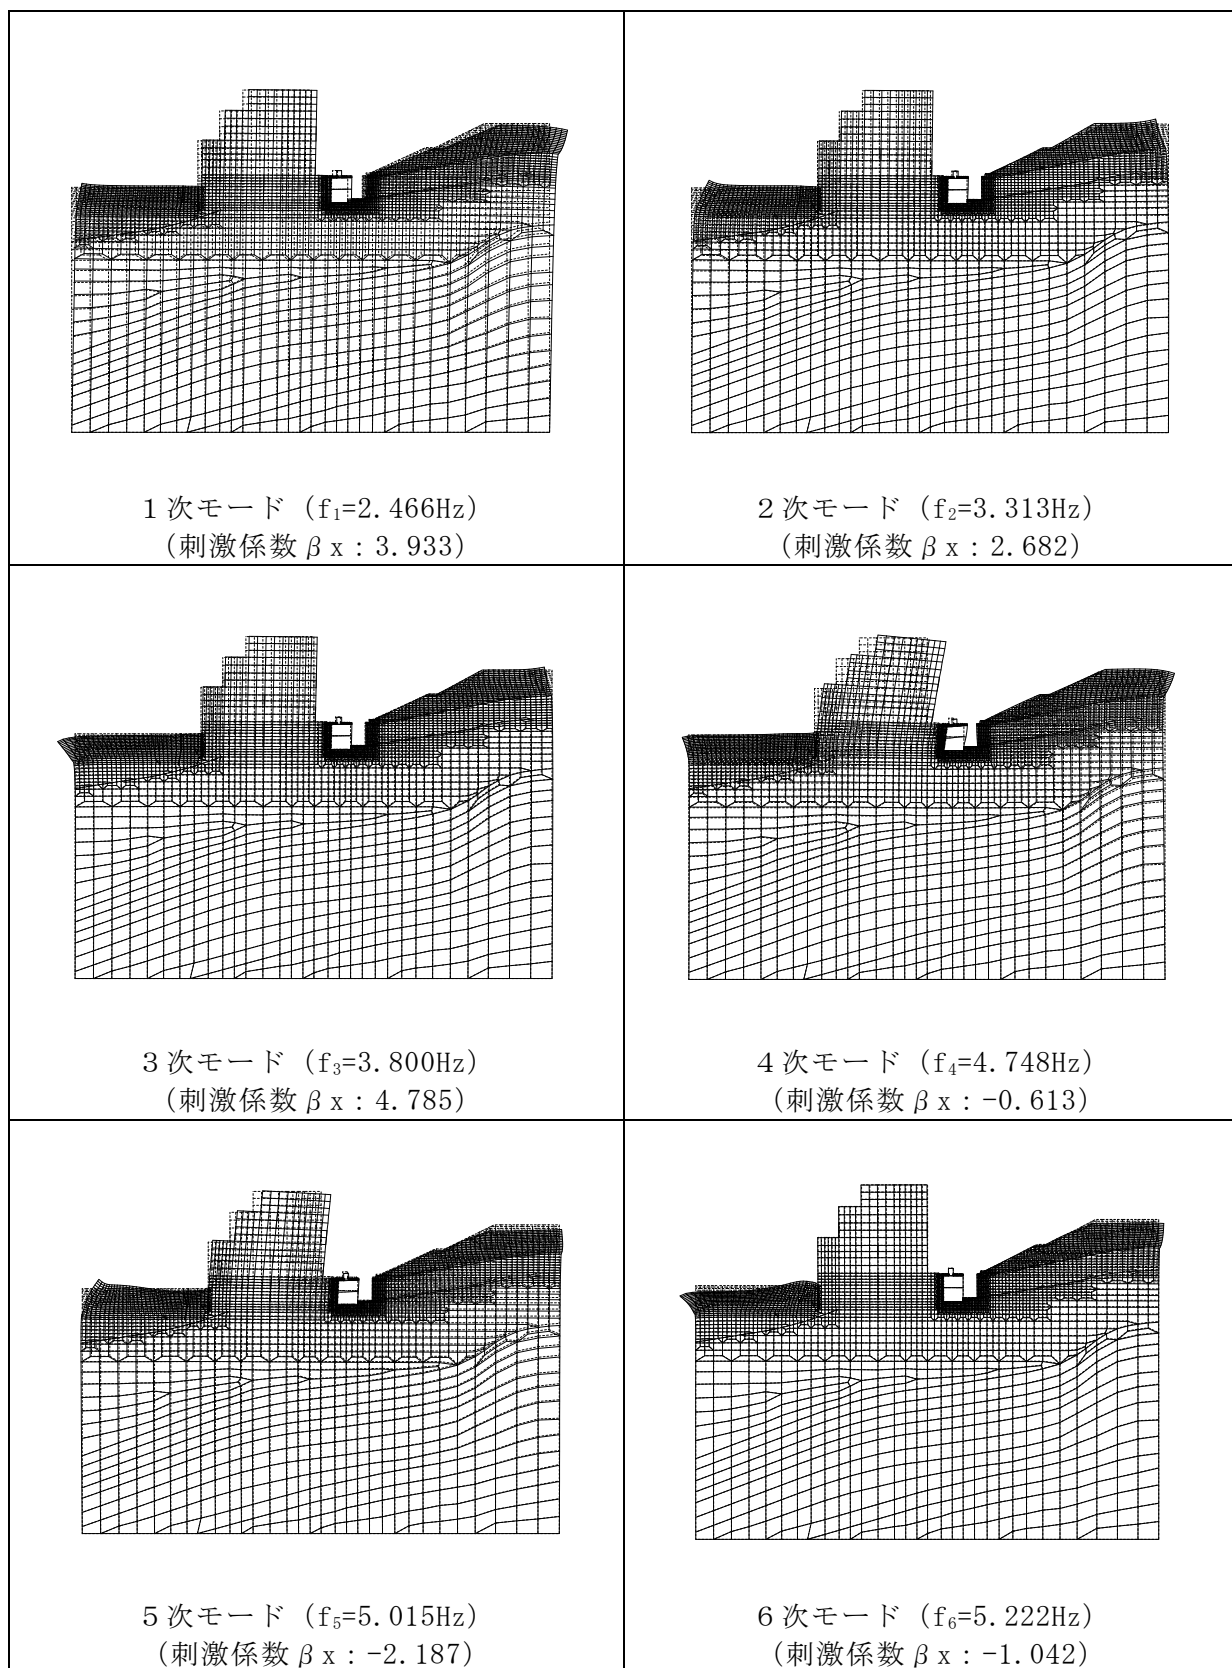 1次モード (f₁=2.466Hz)
(刺激係数βx:3.933)
2次モード (f₂=3.313Hz)
(刺激係数βx:2.682)
3次モード (f₃=3.800Hz)
(刺激係数βx:4.785)
4次モード (f₄=4.748Hz)
(刺激係数βx:-0.613)
5次モード (f₅=5.015Hz)
(刺激係数βx:-2.187)
6次モード (f₆=5.222Hz)
(刺激係数βx:-1.042)